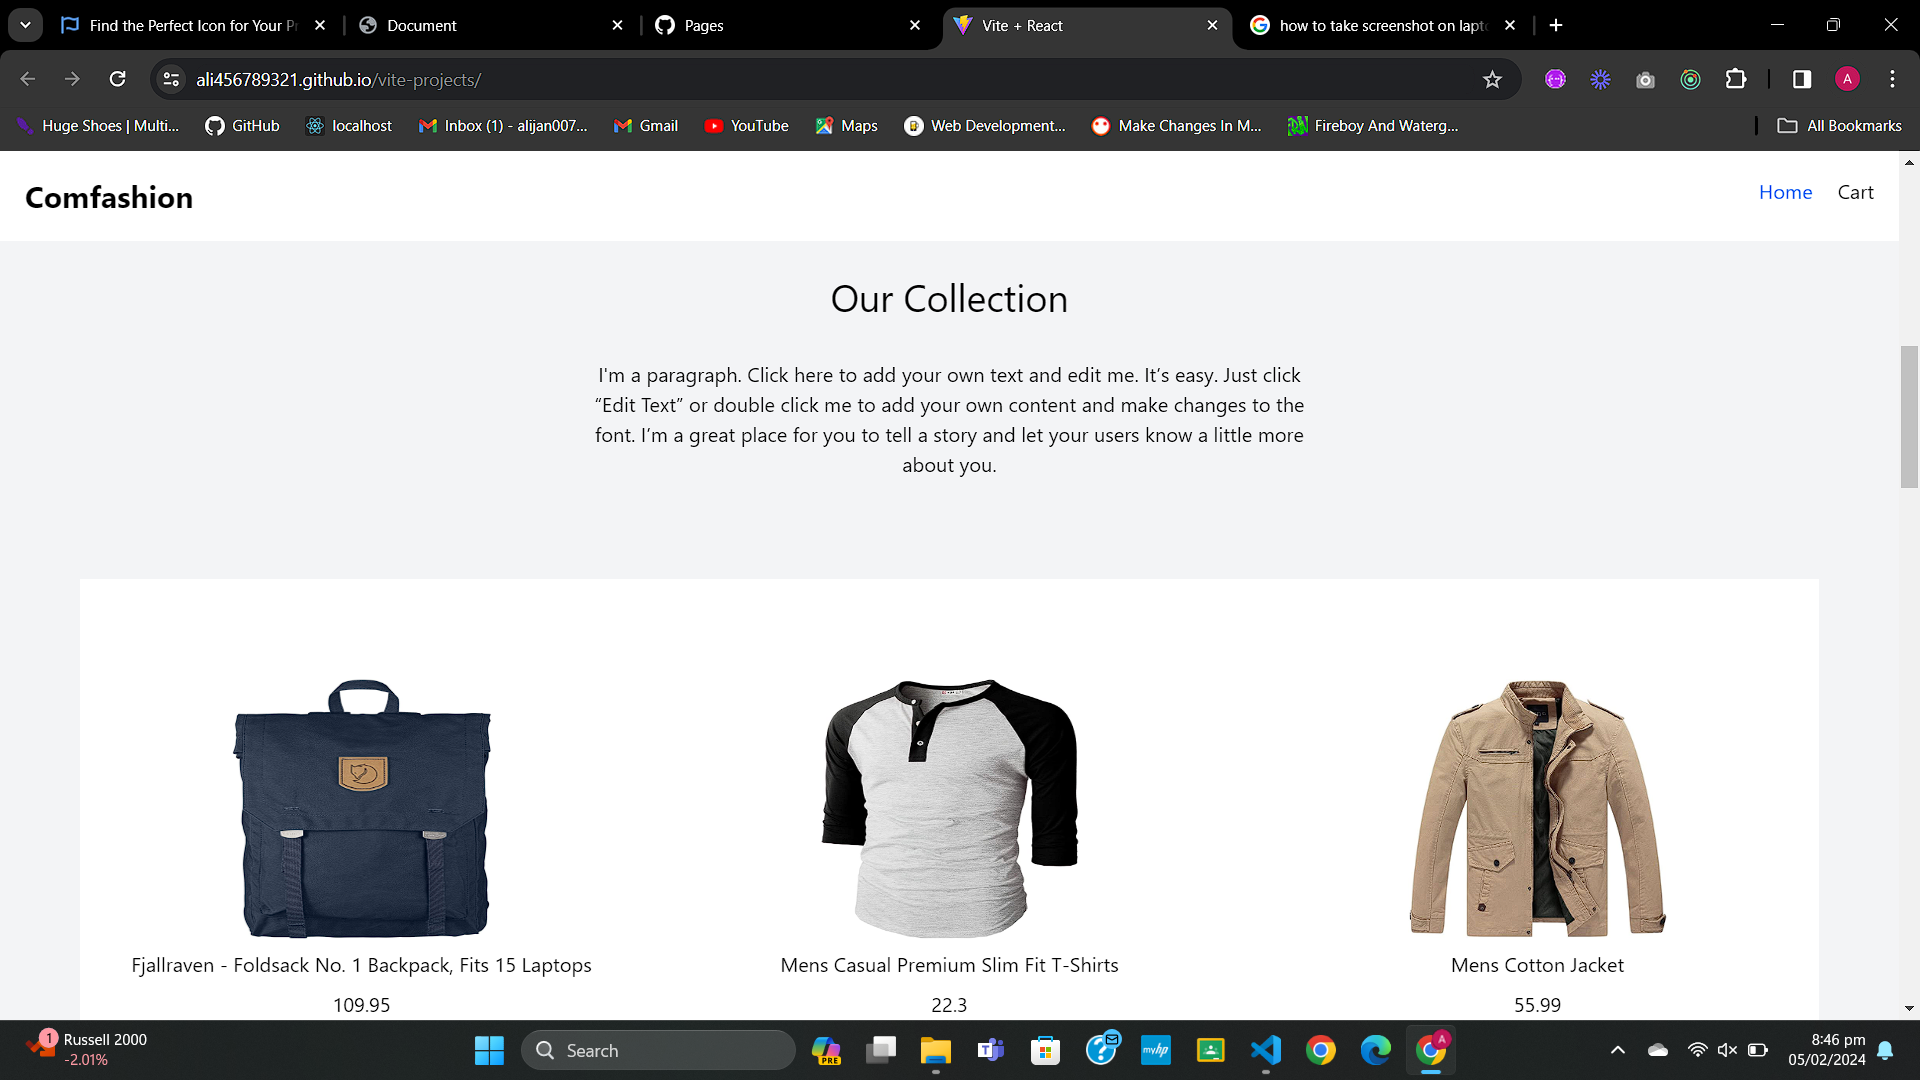 Find the Perfect Icon for Your Pr
Document
Pages
Vite + React
how to take screenshot on lapt
ali456789321.github.io/vite-projects/
A
Huge Shoes | Multi...
GitHub
localhost
Inbox (1) - alijan007...
Gmail
YouTube
Maps
Web Development...
Make Changes In M...
Fireboy And Waterg...
All Bookmarks
Comfashion
Home
Cart
Our Collection
I'm a paragraph. Click here to add your own text and edit me. It’s easy. Just click
“Edit Text” or double click me to add your own content and make changes to the
font. I’m a great place for you to tell a story and let your users know a little more
about you.
Fjallraven - Foldsack No. 1 Backpack, Fits 15 Laptops
Mens Casual Premium Slim Fit T-Shirts
Mens Cotton Jacket
109.95
22.3
55.99
1
Russell 2000
-2.01%
Search
PRE
T
myhp
A
8:46 pm
05/02/2024